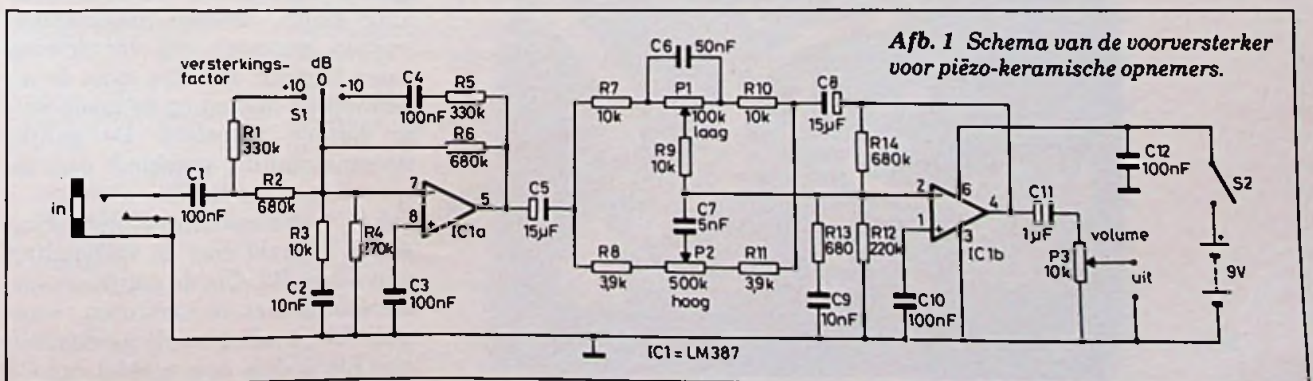 Afb. 1 Schema van de voorversterker
voor piëzo-keramische opnemers.
versterkings-
factor
dB
+10
0
-10
S1
C4
100nF
R5
330k
R6
680k
R1
330k
C1
100nF
R2
680k
in
R3
10k
C2
10nF
R4
270k
C3
100nF
7
8
+
5
IC1a
C5
15µF
C6
50nF
R7
10k
P1
100k
laag
R10
10k
R9
10k
C7
5nF
R8
3,9k
P2
500k
hoog
R11
3,9k
C8
15µF
R14
680k
R13
680
R12
220k
C9
10nF
C10
100nF
2
1
+
6
4
3
IC1b
C11
1µF
volume
P3
10k
uit
C12
100nF
S2
+
9V
-
IC1 = LM387